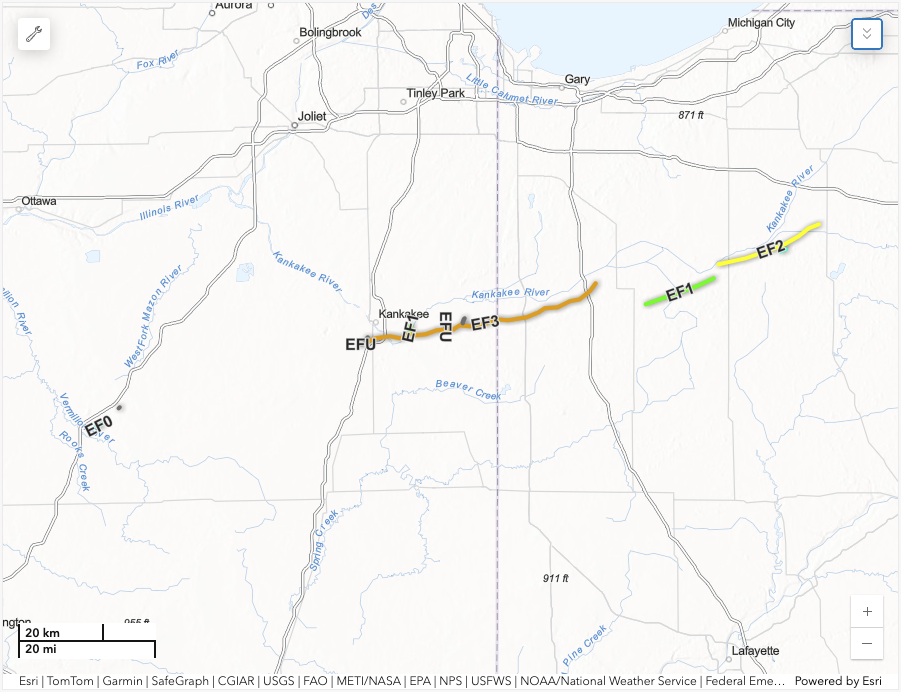 Aurora
Des
Michigan City
Bolingbrook
Fox River
Gary
Little Calumet River
Tinley Park
871 ft
Joliet
Ottawa
Illinois River
Kankakee River
EF2
Kankakee River
West Fork Mazon River
EF1
Kankakee River
Kankakee
EF1
EFU
EF3
EFU
Beaver Creek
EF0
Rooks Creek
Spring Creek
911 ft
Pine Creek
Lafayette
20 km
20 mi
Esri | TomTom | Garmin | SafeGraph | CGIAR | USGS | FAO | METI/NASA | EPA | NPS | USFWS | NOAA/National Weather Service | Federal Eme... Powered by Esri